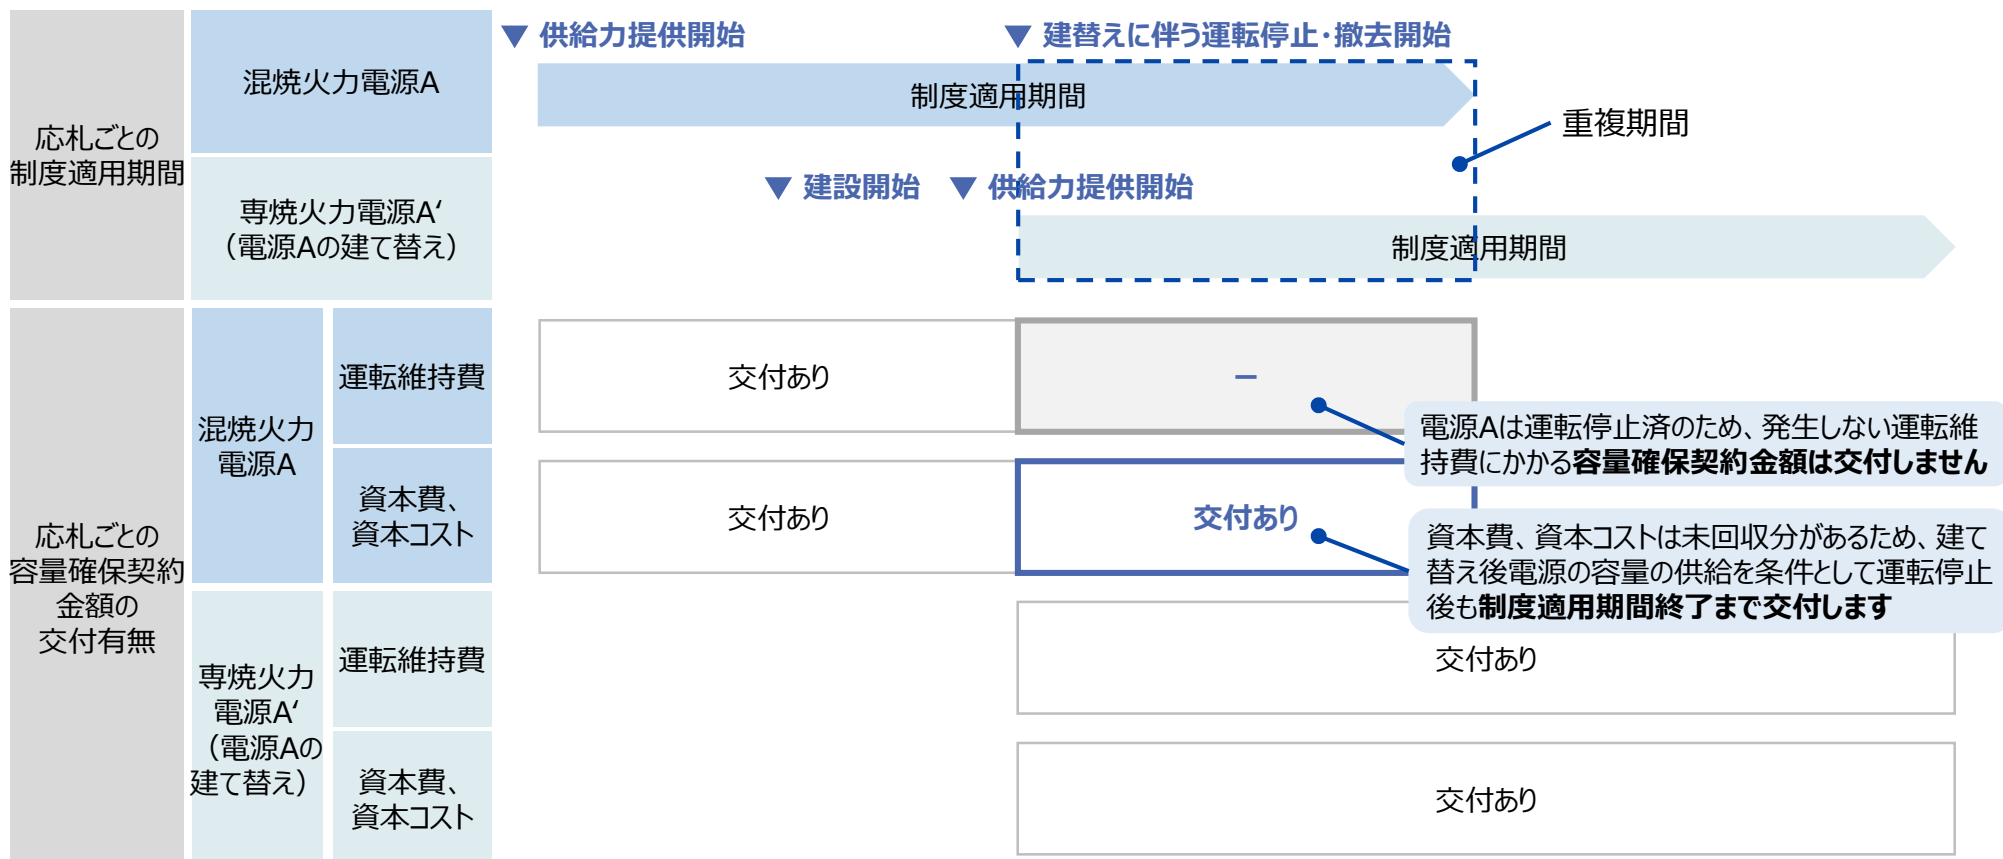 応札ごとの
制度適用期間
混焼火力電源A
▼ 供給力提供開始
▼ 建替えに伴う運転停止・撤去開始
制度適用期間
重複期間
専焼火力電源A‘
（電源Aの建て替え）
▼ 建設開始
▼ 供給力提供開始
制度適用期間
応札ごとの
容量確保契約
金額の
交付有無
混焼火力
電源A
運転維持費
交付あり
－
電源Aは運転停止済のため、発生しない運転維
持費にかかる容量確保契約金額は交付しません
資本費、
資本コスト
交付あり
交付あり
資本費、資本コストは未回収分があるため、建て
替え後電源の容量の供給を条件として運転停止
後も制度適用期間終了まで交付します
専焼火力
電源A‘
（電源Aの
建て替え）
運転維持費
交付あり
資本費、
資本コスト
交付あり